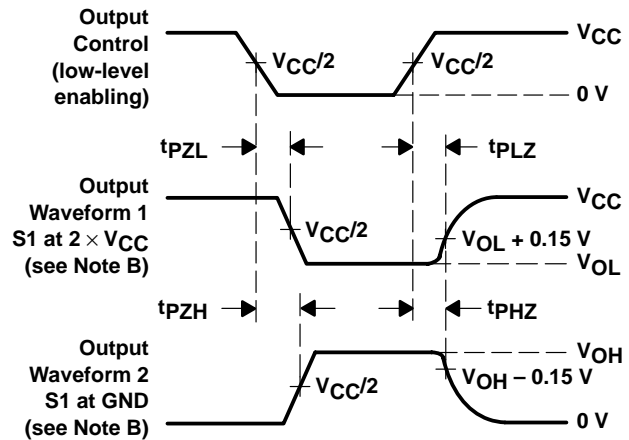 Output
Control
(low-level
enabling)
VCC
VCC/2
VCC/2
0 V
tPZL
tPLZ
Output
Waveform 1
S1 at 2 × VCC
(see Note B)
VCC
VCC/2
VOL + 0.15 V
VOL
tPZH
tPHZ
Output
Waveform 2
S1 at GND
(see Note B)
VOH
VCC/2
VOH – 0.15 V
0 V